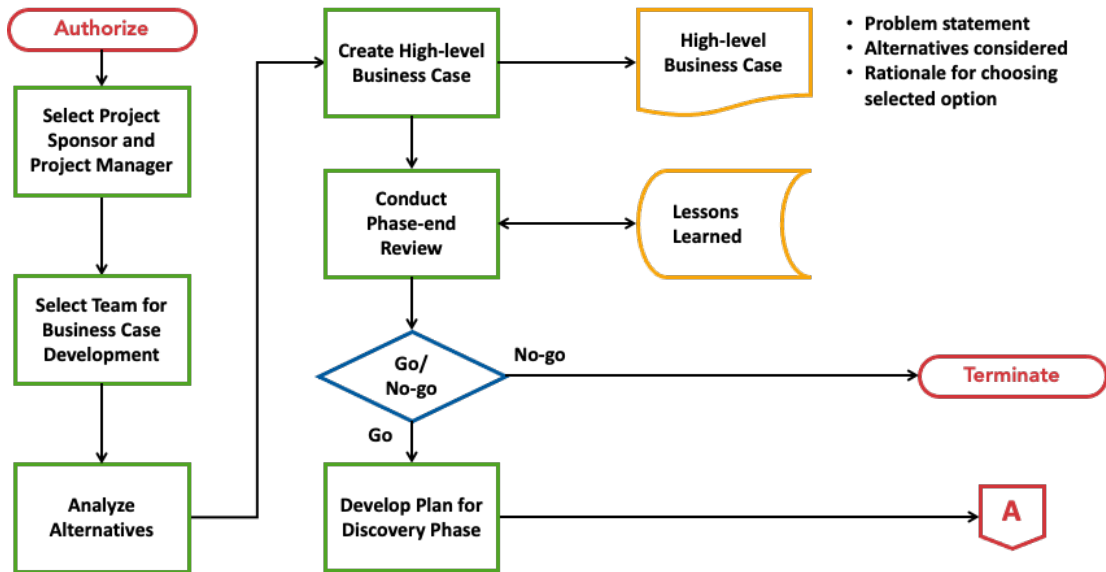 Authorize
Select Project
Sponsor and
Project Manager
Select Team for
Business Case
Development
Analyze
Alternatives
Create High-level
Business Case
High-level
Business Case
• Problem statement
• Alternatives considered
• Rationale for choosing
selected option
Conduct
Phase-end
Review
Lessons
Learned
Go/
No-go
No-go
Terminate
Go
Develop Plan for
Discovery Phase
A